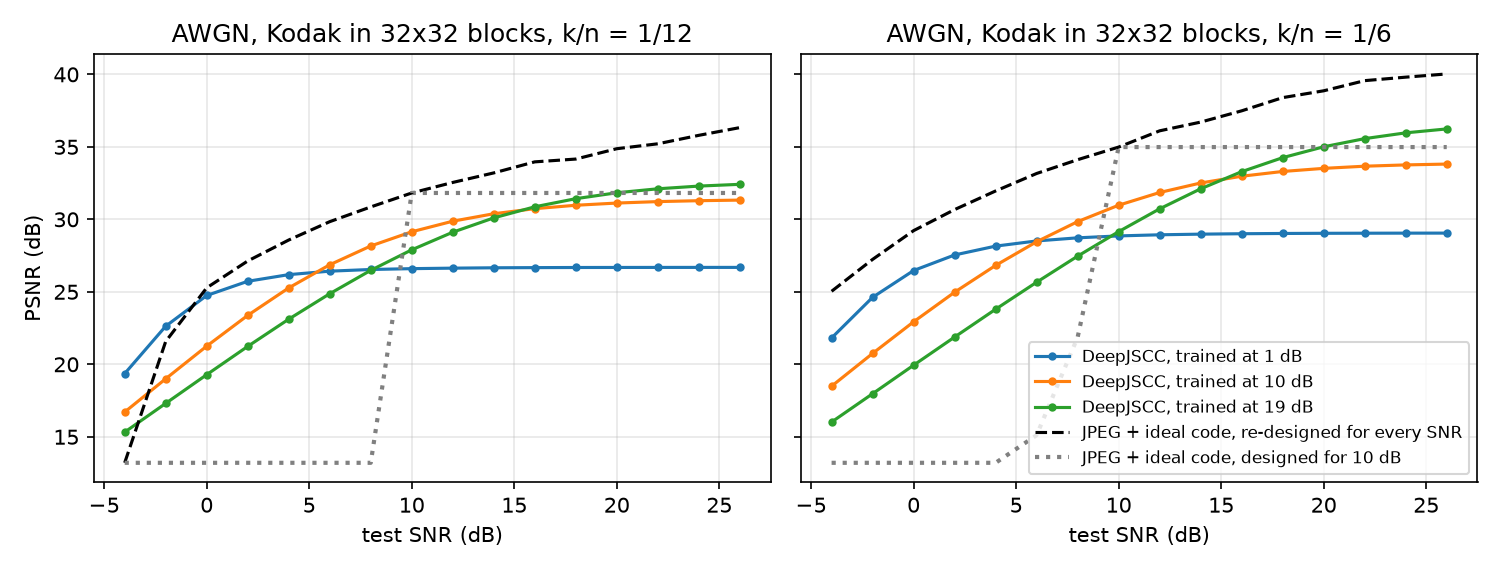 AWGN, Kodak in 32x32 blocks, k/n = 1/12
40
35
30
25
20
15
PSNR (dB)
−5 0 5 10 15 20 25
test SNR (dB)
AWGN, Kodak in 32x32 blocks, k/n = 1/6
DeepJSCC, trained at 1 dB
DeepJSCC, trained at 10 dB
DeepJSCC, trained at 19 dB
JPEG + ideal code, re-designed for every SNR
JPEG + ideal code, designed for 10 dB
−5 0 5 10 15 20 25
test SNR (dB)